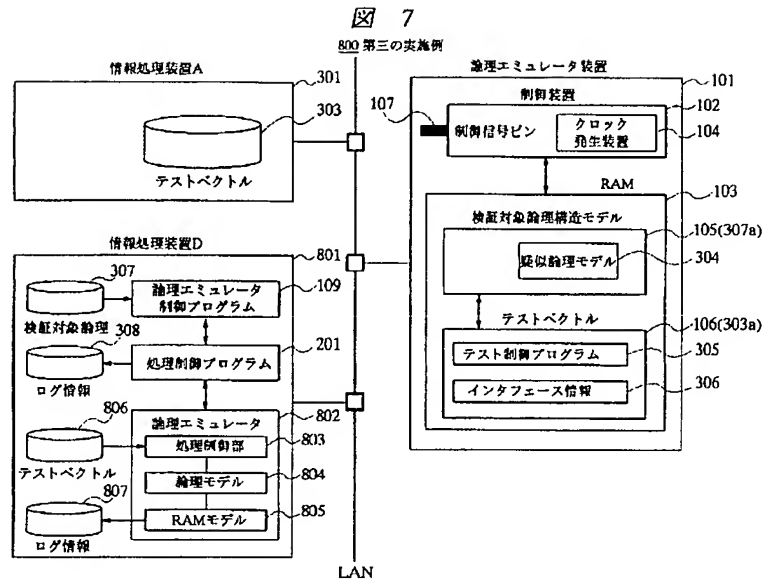 図 7
800 第三の実施例
情報処理装置A
301
303
テストベクトル
論理エミュレータ装置
101
制御装置
102
107
制御信号ピン
クロック
発生装置
104
RAM
103
検証対象論理構造モデル
105(307a)
疑似論理モデル
304
テストベクトル
106(303a)
テスト制御プログラム
305
インタフェース情報
306
情報処理装置D
801
307
検証対象論理
論理エミュレータ
制御プログラム
109
308
ログ情報
処理制御プログラム
201
806
テストベクトル
論理エミュレータ
802
処理制御部
803
論理モデル
804
807
ログ情報
RAMモデル
805
LAN